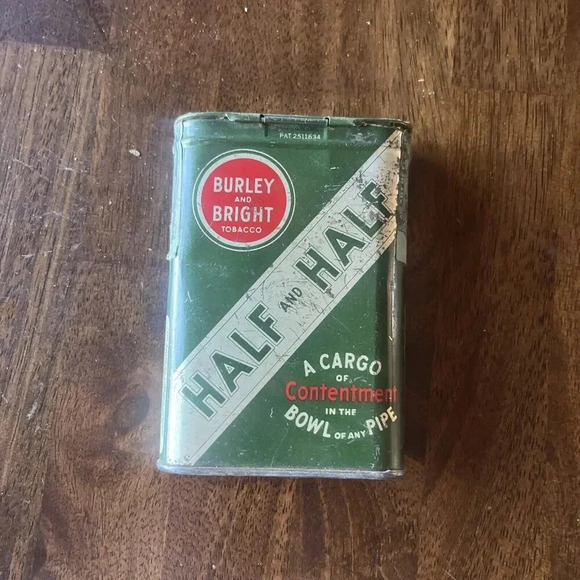 PAT 2511634
BURLEY
AND
BRIGHT
TOBACCO
HALF AND HALF
A CARGO
OF
Contentment
IN THE
BOWL OF ANY PIPE